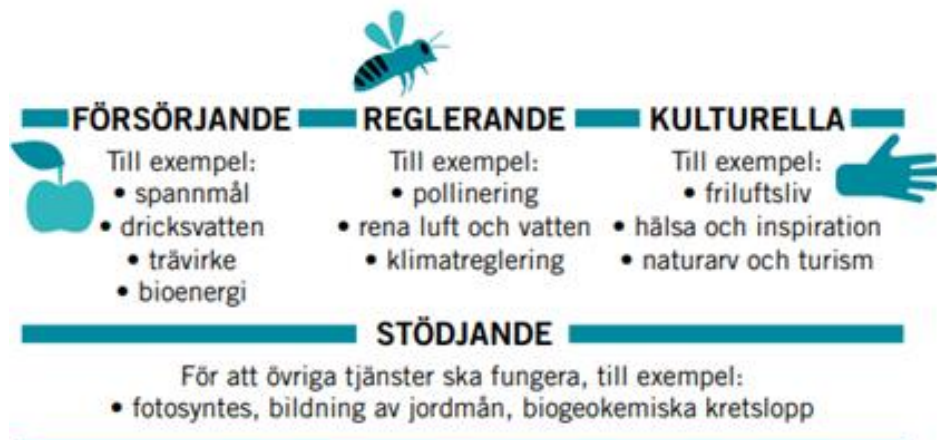 FÖRSÖRJANDE
Till exempel:
• spannmål
• dricksvatten
• trävirke
• bioenergi
REGLERANDE
Till exempel:
• pollinering
• rena luft och vatten
• klimatreglering
KULTURELLA
Till exempel:
• friluftsliv
• hälsa och inspiration
• naturarv och turism
STÖDJANDE
För att övriga tjänster ska fungera, till exempel:
• fotosyntes, bildning av jordmån, biogeokemiska kretslopp